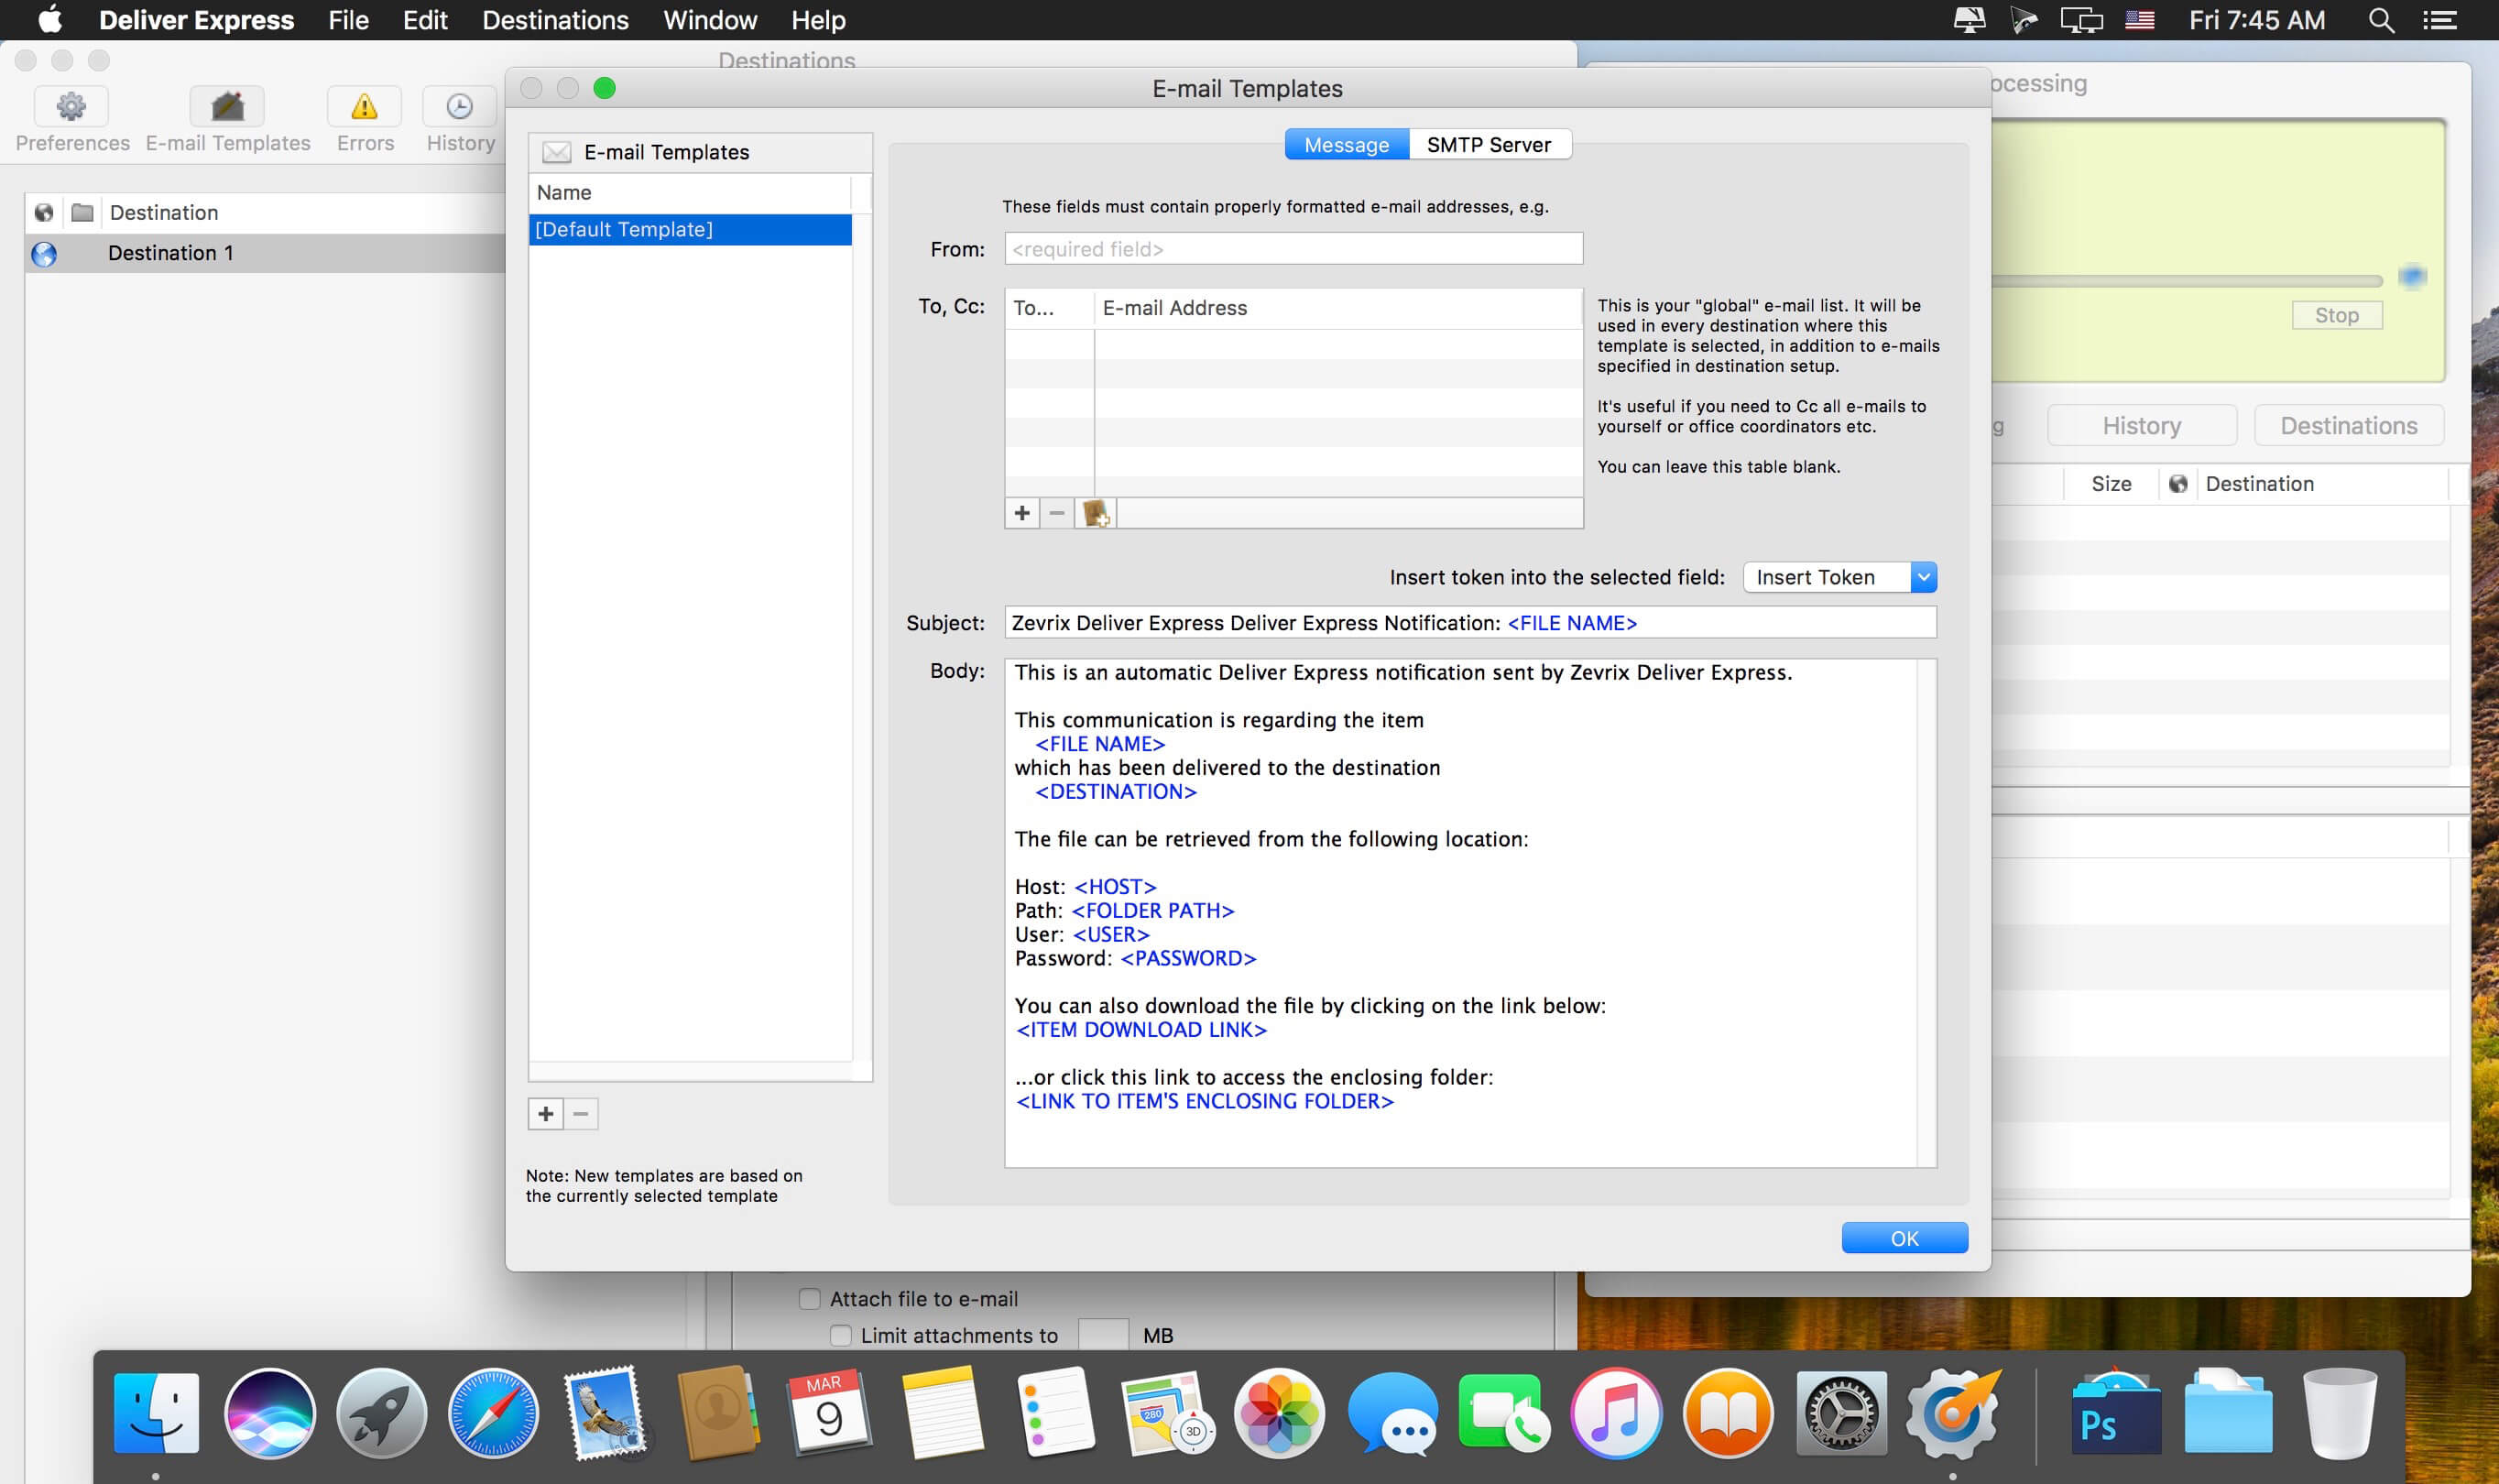 Deliver Express File Edit Destinations Window Help Fri 7:45 AM
Destinations
Preferences E-mail Templates Errors History
Destination
Destination 1
E-mail Templates
E-mail Templates
Name
[Default Template]
Note: New templates are based on
the currently selected template
Message SMTP Server
These fields must contain properly formatted e-mail addresses, e.g.
From: <required field>
To, Cc: To... E-mail Address
This is your "global" e-mail list. It will be
used in every destination where this
template is selected, in addition to e-mails
specified in destination setup.
It's useful if you need to Cc all e-mails to
yourself or office coordinators etc.
You can leave this table blank.
Insert token into the selected field: Insert Token
Subject: Zevrix Deliver Express Deliver Express Notification: <FILE NAME>
Body: This is an automatic Deliver Express notification sent by Zevrix Deliver Express.
This communication is regarding the item
<FILE NAME>
which has been delivered to the destination
<DESTINATION>
The file can be retrieved from the following location:
Host: <HOST>
Path: <FOLDER PATH>
User: <USER>
Password: <PASSWORD>
You can also download the file by clicking on the link below:
<ITEM DOWNLOAD LINK>
...or click this link to access the enclosing folder:
<LINK TO ITEM'S ENCLOSING FOLDER>
OK
ocessing
Stop
g History Destinations
Size Destination
Attach file to e-mail
Limit attachments to MB
MAR
9
280
3D
Ps